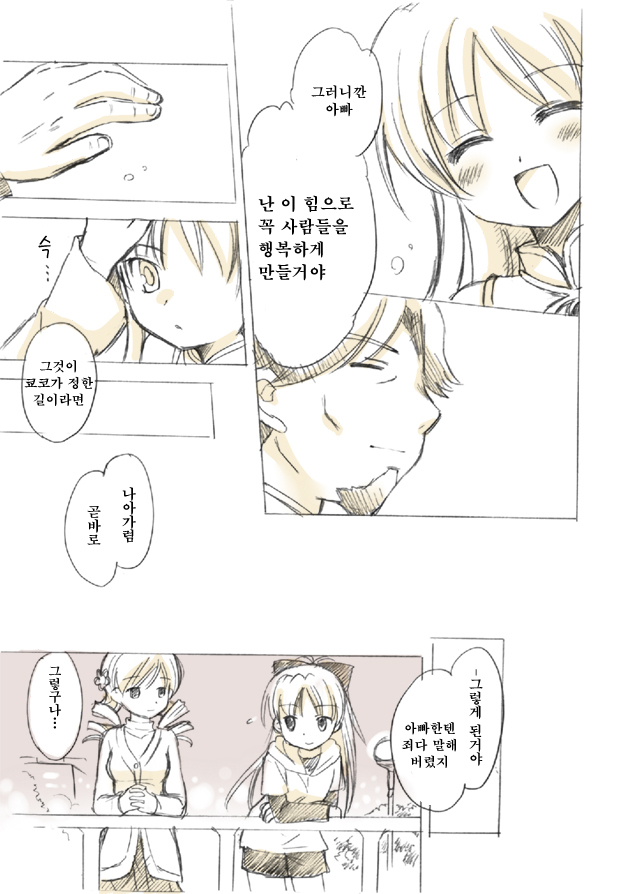 그러니깐
아빠
난 이 힘으로
꼭 사람들을
행복하게
만들거야
슥
그것이
쿄코가 정한
길이라면
나아가렴
곧바로
그렇게 된거야
아빠한텐
죄다 말해
버렸지
그렇구나…